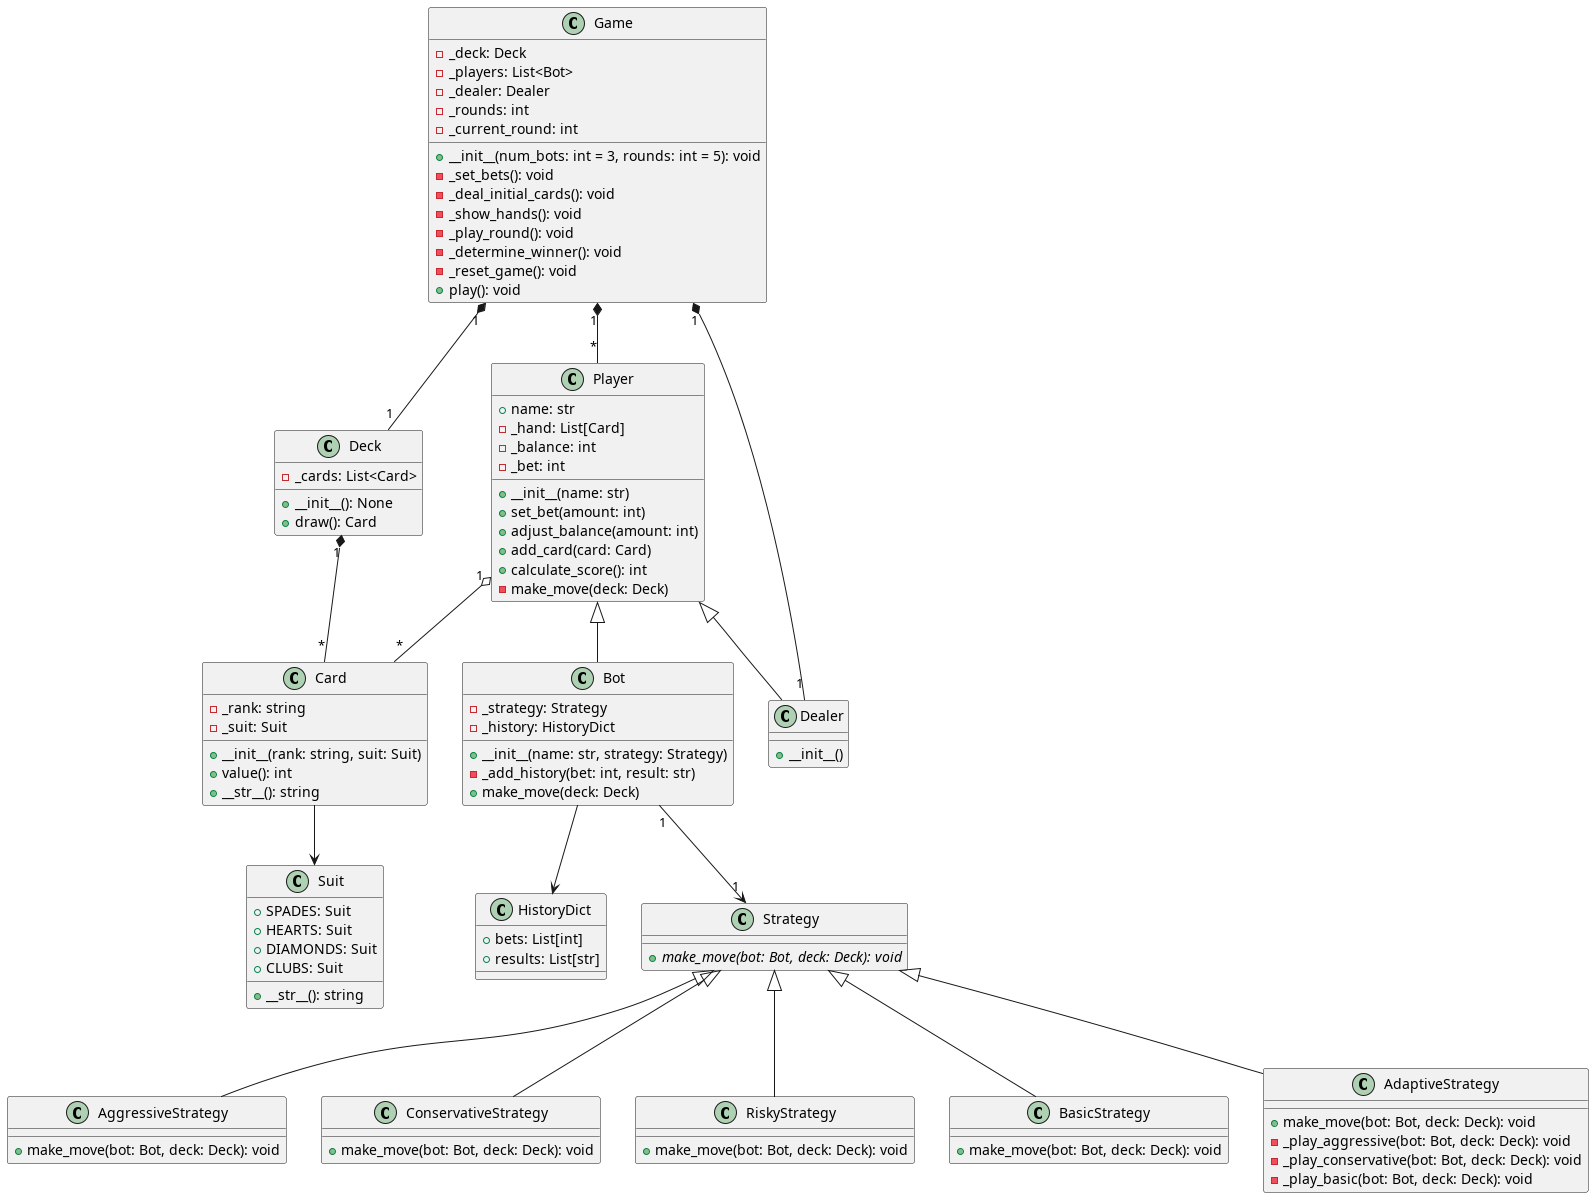 C Game
_deck: Deck
_players: List<Bot>
_dealer: Dealer
_rounds: int
_current_round: int
__init__(num_bots: int = 3, rounds: int = 5): void
_set_bets(): void
_deal_initial_cards(): void
_show_hands(): void
_play_round(): void
_determine_winner(): void
_reset_game(): void
play(): void
1
1
1
*
1
C Player
name: str
_hand: List[Card]
_balance: int
_bet: int
__init__(name: str)
set_bet(amount: int)
adjust_balance(amount: int)
add_card(card: Card)
calculate_score(): int
make_move(deck: Deck)
C Deck
_cards: List<Card>
__init__(): None
draw(): Card
1
1
*
*
1
C Card
_rank: string
_suit: Suit
__init__(rank: string, suit: Suit)
value(): int
__str__(): string
C Bot
_strategy: Strategy
_history: HistoryDict
__init__(name: str, strategy: Strategy)
_add_history(bet: int, result: str)
make_move(deck: Deck)
C Dealer
__init__()
1
1
C Suit
SPADES: Suit
HEARTS: Suit
DIAMONDS: Suit
CLUBS: Suit
__str__(): string
C HistoryDict
bets: List[int]
results: List[str]
C Strategy
make_move(bot: Bot, deck: Deck): void
C AggressiveStrategy
make_move(bot: Bot, deck: Deck): void
C ConservativeStrategy
make_move(bot: Bot, deck: Deck): void
C RiskyStrategy
make_move(bot: Bot, deck: Deck): void
C BasicStrategy
make_move(bot: Bot, deck: Deck): void
C AdaptiveStrategy
make_move(bot: Bot, deck: Deck): void
_play_aggressive(bot: Bot, deck: Deck): void
_play_conservative(bot: Bot, deck: Deck): void
_play_basic(bot: Bot, deck: Deck): void